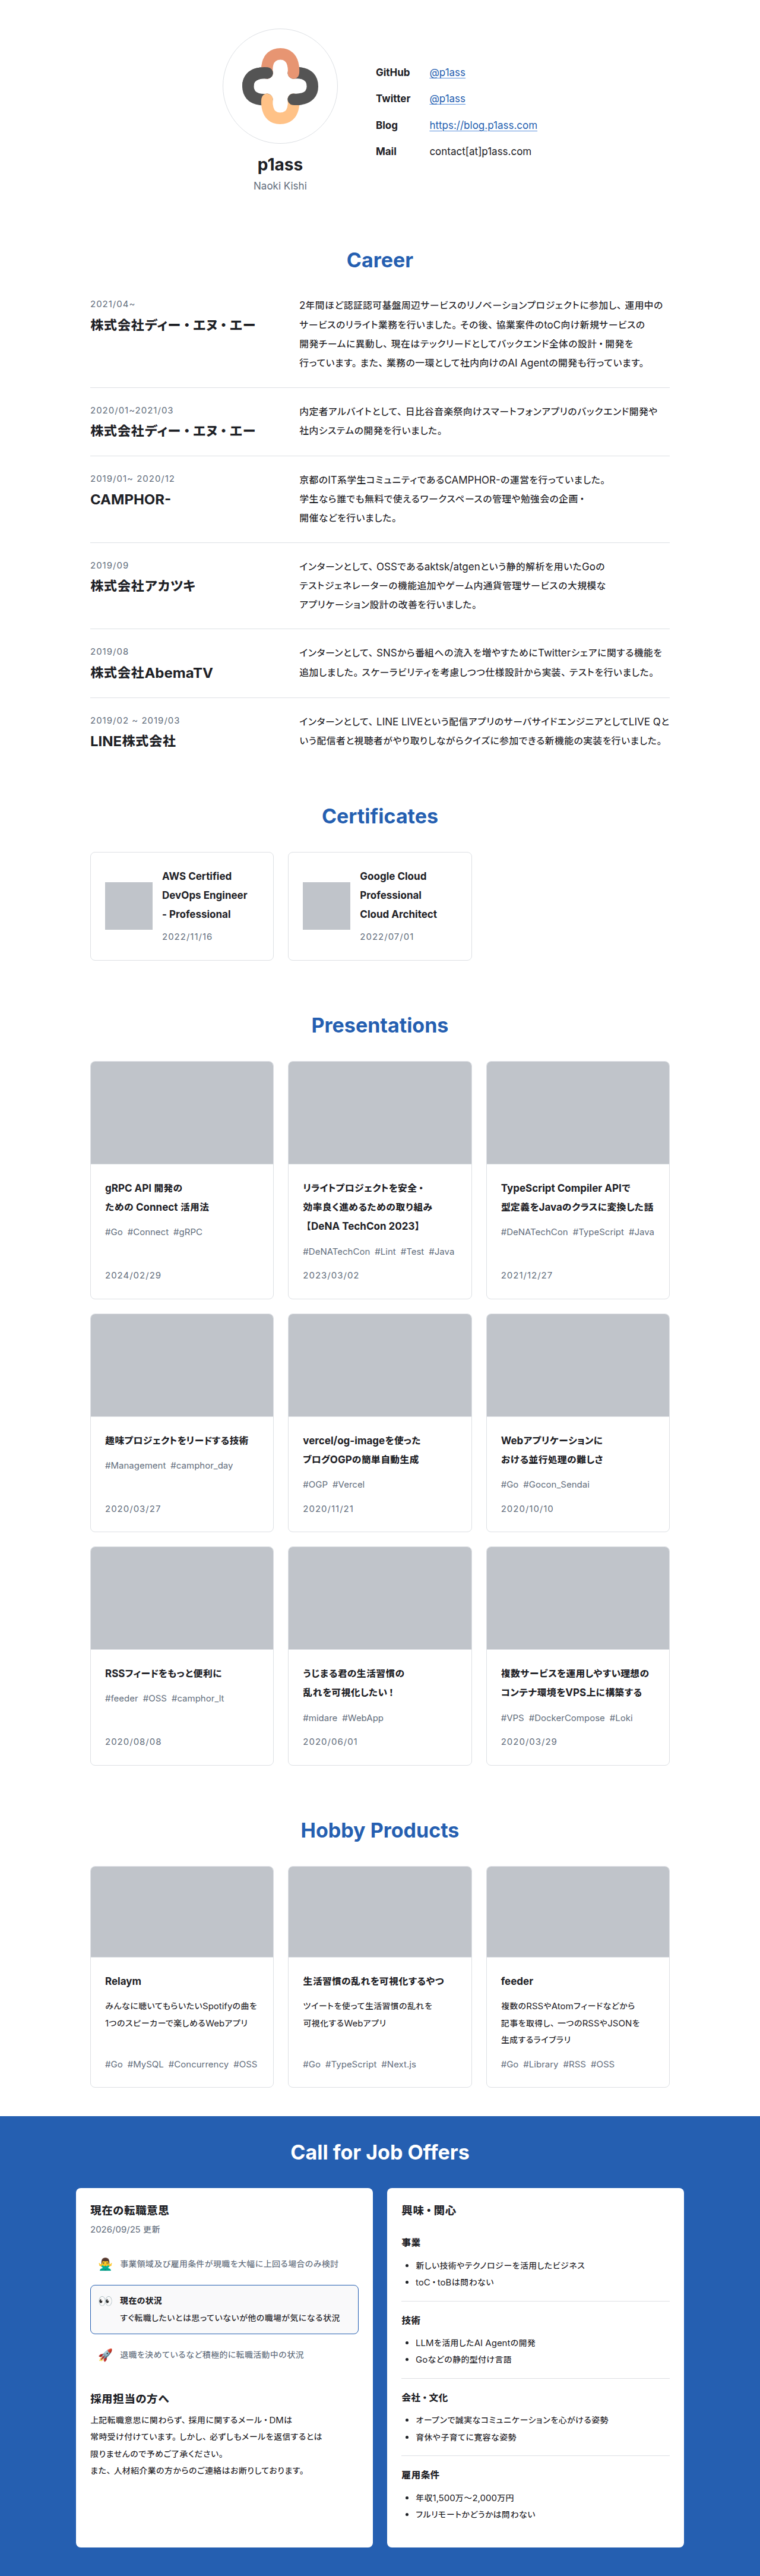 p1ass
Naoki Kishi
GitHub @p1ass
Twitter @p1ass
Blog https://blog.p1ass.com
Mail contact[at]p1ass.com
Career
2021/04~
株式会社ディー・エヌ・エー
2年間ほど認証認可基盤周辺サービスのリノベーションプロジェクトに参加し、運用中の
サービスのリライト業務を行いました。その後、協業案件のtoC向け新規サービスの
開発チームに異動し、現在はテックリードとしてバックエンド全体の設計・開発を
行っています。また、業務の一環として社内向けのAI Agentの開発も行っています。
2020/01~2021/03
株式会社ディー・エヌ・エー
内定者アルバイトとして、日比谷音楽祭向けスマートフォンアプリのバックエンド開発や
社内システムの開発を行いました。
2019/01~ 2020/12
CAMPHOR-
京都のIT系学生コミュニティであるCAMPHOR-の運営を行っていました。
学生なら誰でも無料で使えるワークスペースの管理や勉強会の企画・
開催などを行いました。
2019/09
株式会社アカツキ
インターンとして、OSSであるaktsk/atgenという静的解析を用いたGoの
テストジェネレーターの機能追加やゲーム内通貨管理サービスの大規模な
アプリケーション設計の改善を行いました。
2019/08
株式会社AbemaTV
インターンとして、SNSから番組への流入を増やすためにTwitterシェアに関する機能を
追加しました。スケーラビリティを考慮しつつ仕様設計から実装、テストを行いました。
2019/02 ~ 2019/03
LINE株式会社
インターンとして、LINE LIVEという配信アプリのサーバサイドエンジニアとしてLIVE Qと
いう配信者と視聴者がやり取りしながらクイズに参加できる新機能の実装を行いました。
Certificates
AWS Certified
DevOps Engineer
- Professional
2022/11/16
Google Cloud
Professional
Cloud Architect
2022/07/01
Presentations
gRPC API 開発の
ための Connect 活用法
#Go #Connect #gRPC
2024/02/29
リライトプロジェクトを安全・
効率良く進めるための取り組み
【DeNA TechCon 2023】
#DeNATechCon #Lint #Test #Java
2023/03/02
TypeScript Compiler APIで
型定義をJavaのクラスに変換した話
#DeNATechCon #TypeScript #Java
2021/12/27
趣味プロジェクトをリードする技術
#Management #camphor_day
2020/03/27
vercel/og-imageを使った
ブログOGPの簡単自動生成
#OGP #Vercel
2020/11/21
Webアプリケーションに
おける並行処理の難しさ
#Go #Gocon_Sendai
2020/10/10
RSSフィードをもっと便利に
#feeder #OSS #camphor_lt
2020/08/08
うじまる君の生活習慣の
乱れを可視化したい！
#midare #WebApp
2020/06/01
複数サービスを運用しやすい理想の
コンテナ環境をVPS上に構築する
#VPS #DockerCompose #Loki
2020/03/29
Hobby Products
Relaym
みんなに聴いてもらいたいSpotifyの曲を
1つのスピーカーで楽しめるWebアプリ
#Go #MySQL #Concurrency #OSS
生活習慣の乱れを可視化するやつ
ツイートを使って生活習慣の乱れを
可視化するWebアプリ
#Go #TypeScript #Next.js
feeder
複数のRSSやAtomフィードなどから
記事を取得し、一つのRSSやJSONを
生成するライブラリ
#Go #Library #RSS #OSS
Call for Job Offers
現在の転職意思
2026/09/25 更新
事業領域及び雇用条件が現職を大幅に上回る場合のみ検討
現在の状況
すぐ転職したいとは思っていないが他の職場が気になる状況
退職を決めているなど積極的に転職活動中の状況
採用担当の方へ
上記転職意思に関わらず、採用に関するメール・DMは
常時受け付けています。しかし、必ずしもメールを返信するとは
限りませんので予めご了承ください。
また、人材紹介業の方からのご連絡はお断りしております。
興味・関心
事業
• 新しい技術やテクノロジーを活用したビジネス
• toC・toBは問わない
技術
• LLMを活用したAI Agentの開発
• Goなどの静的型付け言語
会社・文化
• オープンで誠実なコミュニケーションを心がける姿勢
• 育休や子育てに寛容な姿勢
雇用条件
• 年収1,500万〜2,000万円
• フルリモートかどうかは問わない